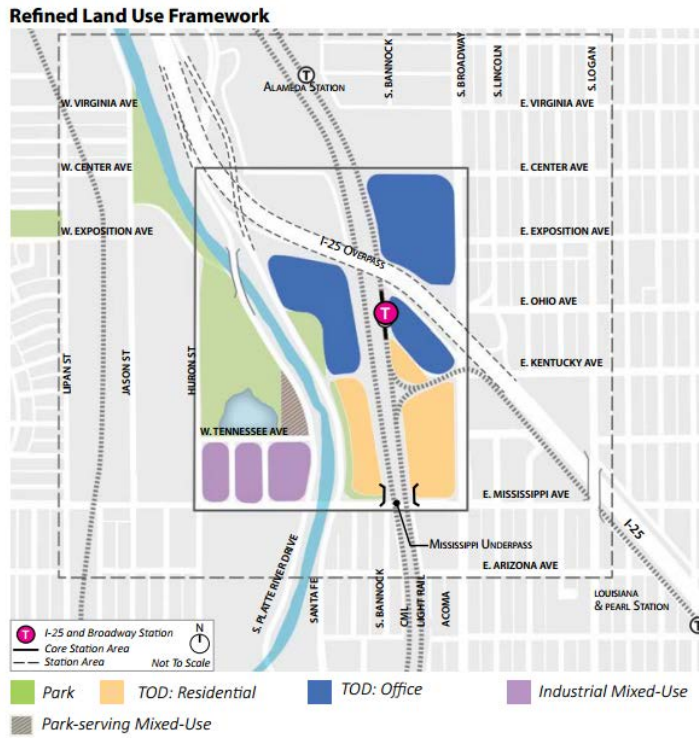 Refined Land Use Framework
S. BANNOCK
S. BROADWAY
S. LINCOLN
S. LOGAN
T
ALAMEDA STATION
W. VIRGINIA AVE
E. VIRGINIA AVE
W. CENTER AVE
E. CENTER AVE
W. EXPOSITION AVE
E. EXPOSITION AVE
I-25 OVERPASS
E. OHIO AVE
T
LIPAN ST
JASON ST
HURON ST
E. KENTUCKY AVE
W. TENNESSEE AVE
E. MISSISSIPPI AVE
I-25
MISSISSIPPI UNDERPASS
E. ARIZONA AVE
S. PLATTE RIVER DRIVE
SANTA FE
S. BANNOCK
CML
LIGHT RAIL
ACOMA
LOUISIANA
& PEARL STATION
T
T I-25 and Broadway Station
Core Station Area
Station Area
N
Not To Scale
Park
TOD: Residential
TOD: Office
Industrial Mixed-Use
Park-serving Mixed-Use